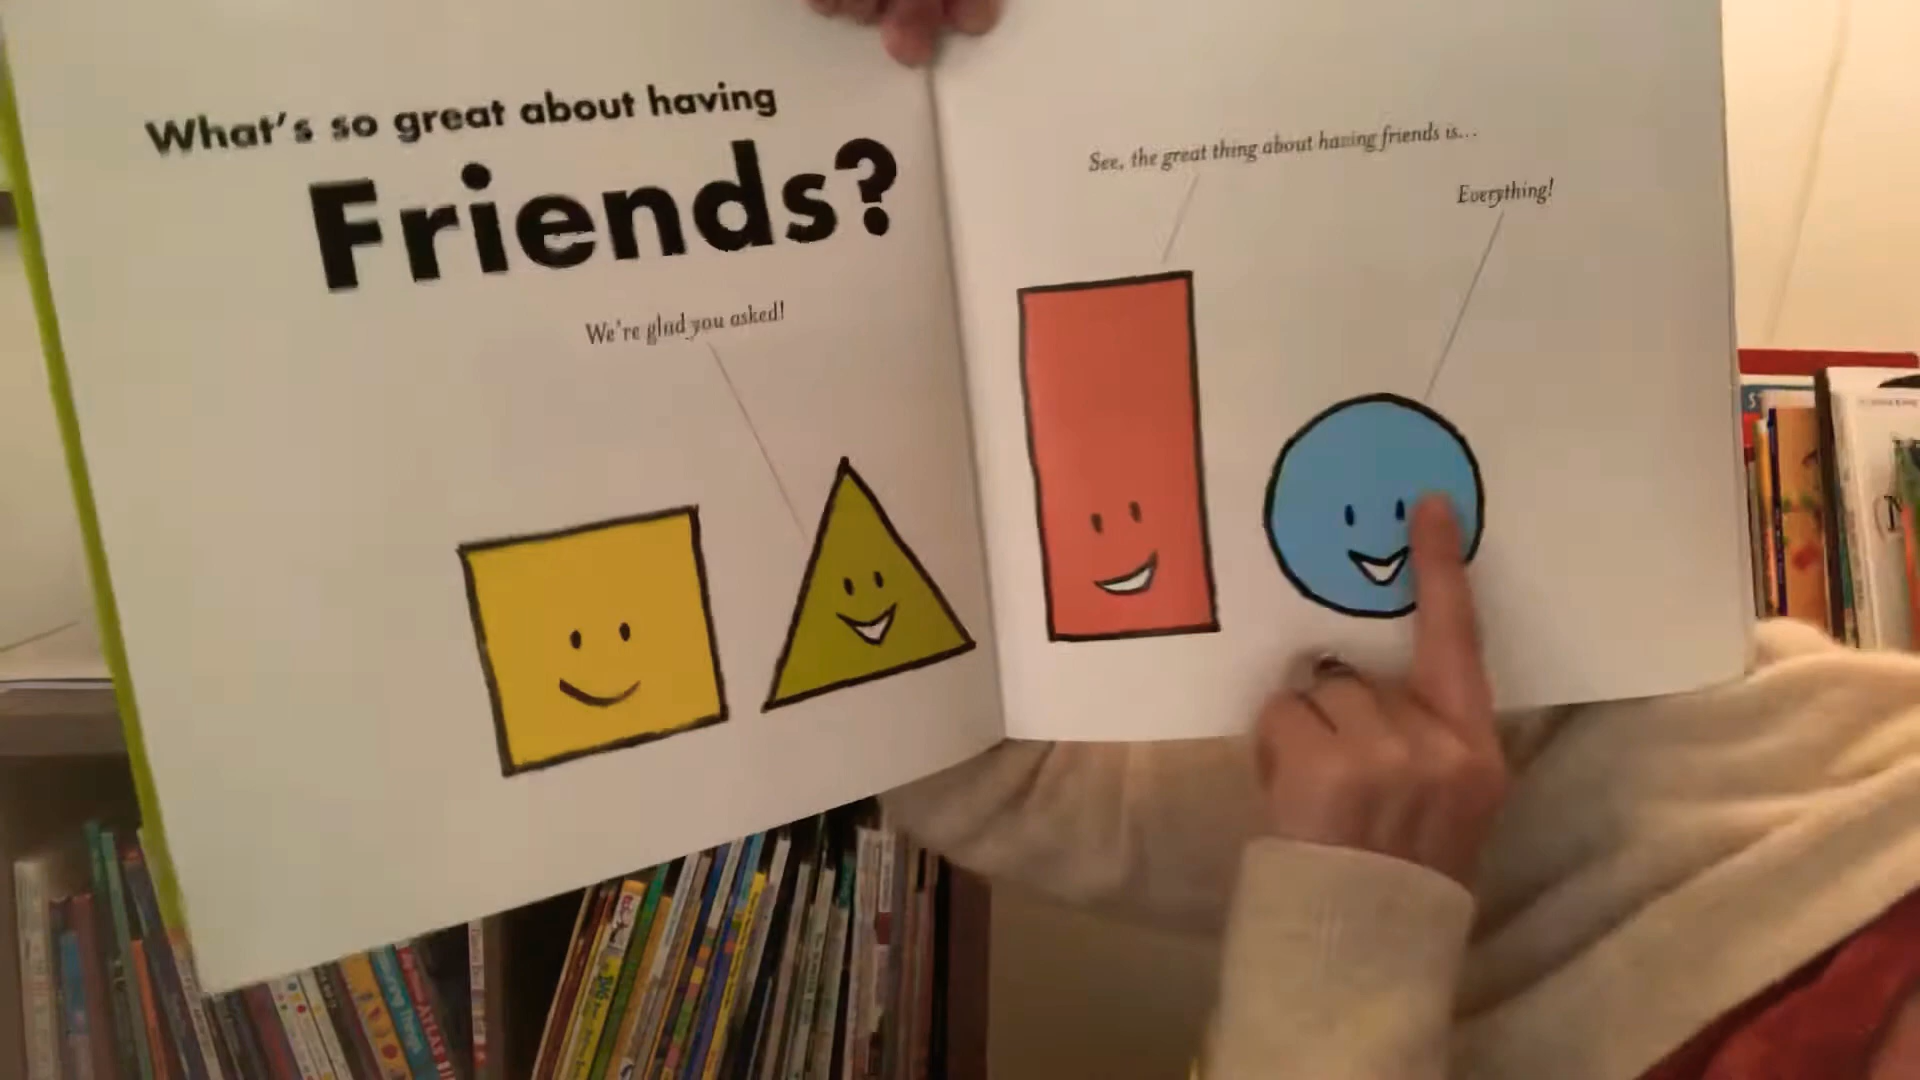 What's so great about having
Friends?
We're glad you asked!
See, the great thing about having friends is...
Everything!
ATLAS